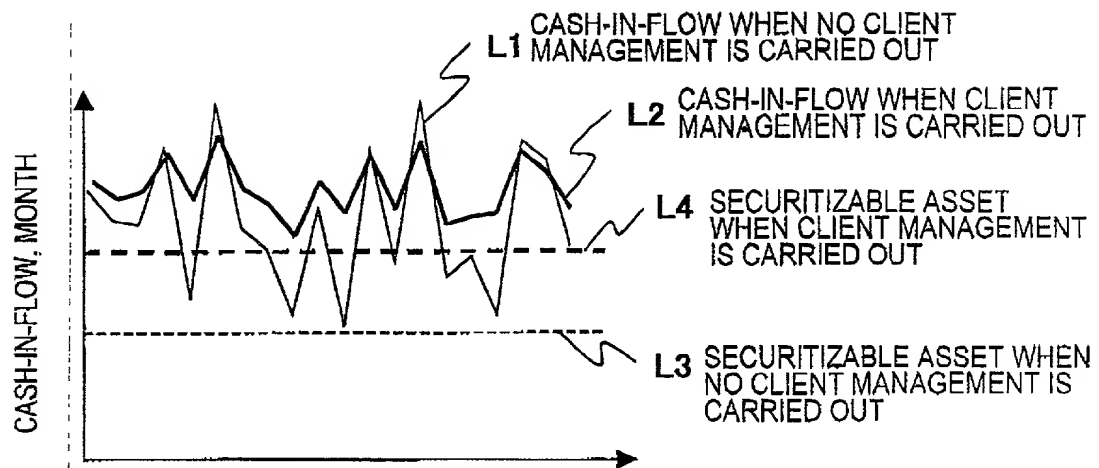 L1 CASH-IN-FLOW WHEN NO CLIENT
MANAGEMENT IS CARRIED OUT
L2 CASH-IN-FLOW WHEN CLIENT
MANAGEMENT IS CARRIED OUT
L4 SECURITIZABLE ASSET
WHEN CLIENT MANAGEMENT
IS CARRIED OUT
L3 SECURITIZABLE ASSET WHEN
NO CLIENT MANAGEMENT IS
CARRIED OUT
CASH-IN-FLOW, MONTH